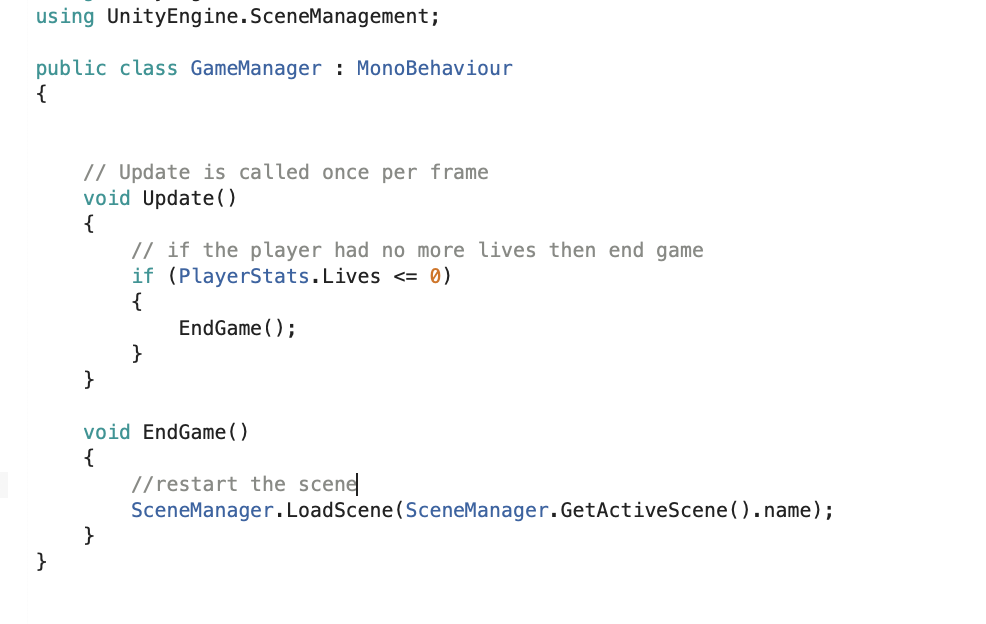 using UnityEngine.SceneManagement;
public class GameManager : MonoBehaviour
{
// Update is called once per frame
void Update()
{
// if the player had no more lives then end game
if (PlayerStats.Lives <= 0)
{
EndGame();
}
}
void EndGame()
{
//restart the scene
SceneManager.LoadScene(SceneManager.GetActiveScene().name);
}
}